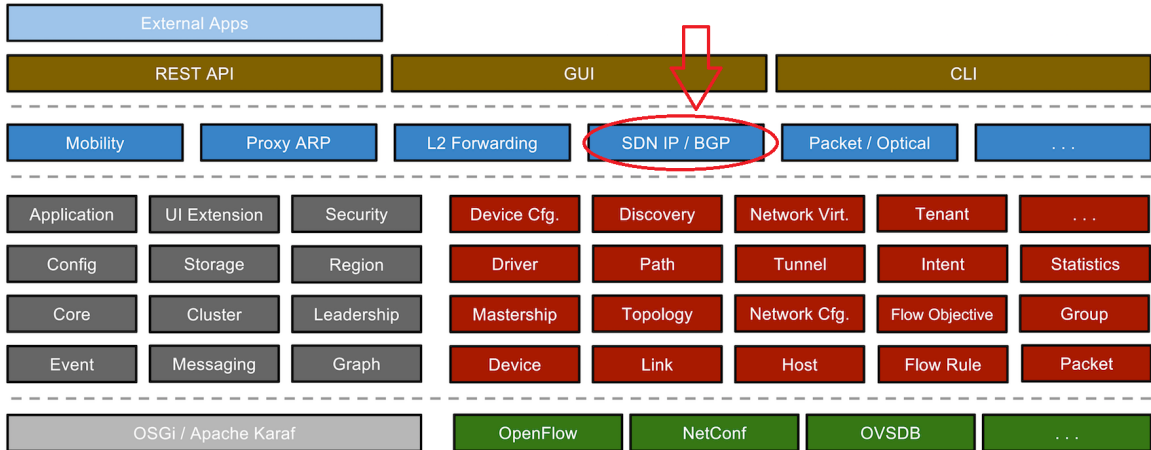 External Apps
REST API GUI CLI
Mobility Proxy ARP L2 Forwarding SDN IP / BGP Packet / Optical . . .
Application UI Extension Security Device Cfg. Discovery Network Virt. Tenant . . .
Config Storage Region Driver Path Tunnel Intent Statistics
Core Cluster Leadership Mastership Topology Network Cfg. Flow Objective Group
Event Messaging Graph Device Link Host Flow Rule Packet
OSGi / Apache Karaf OpenFlow NetConf OVSDB . . .